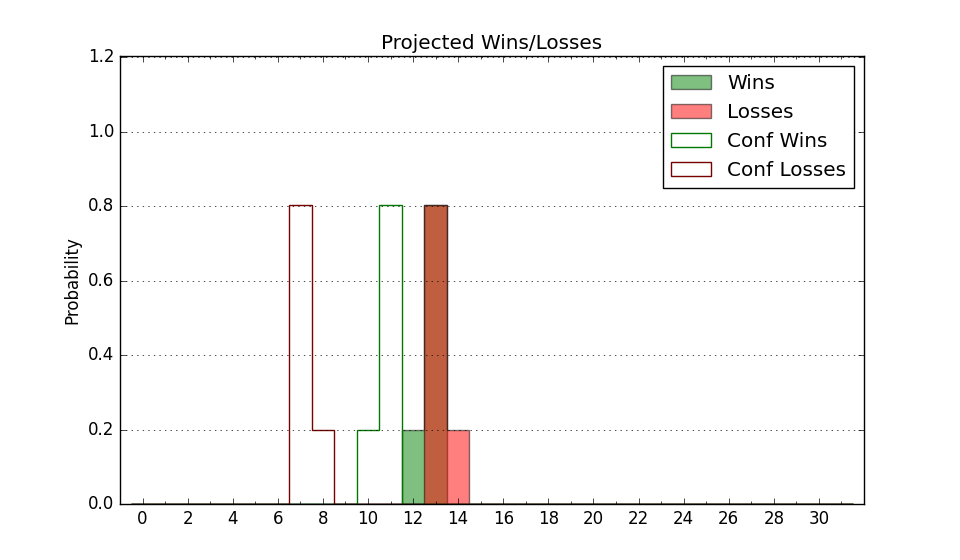 Projected Wins/Losses
1.2
1.0
0.8
0.6
0.4
0.2
0.0
Probability
Wins
Losses
Conf Wins
Conf Losses
0 2 4 6 8 10 12 14 16 18 20 22 24 26 28 30